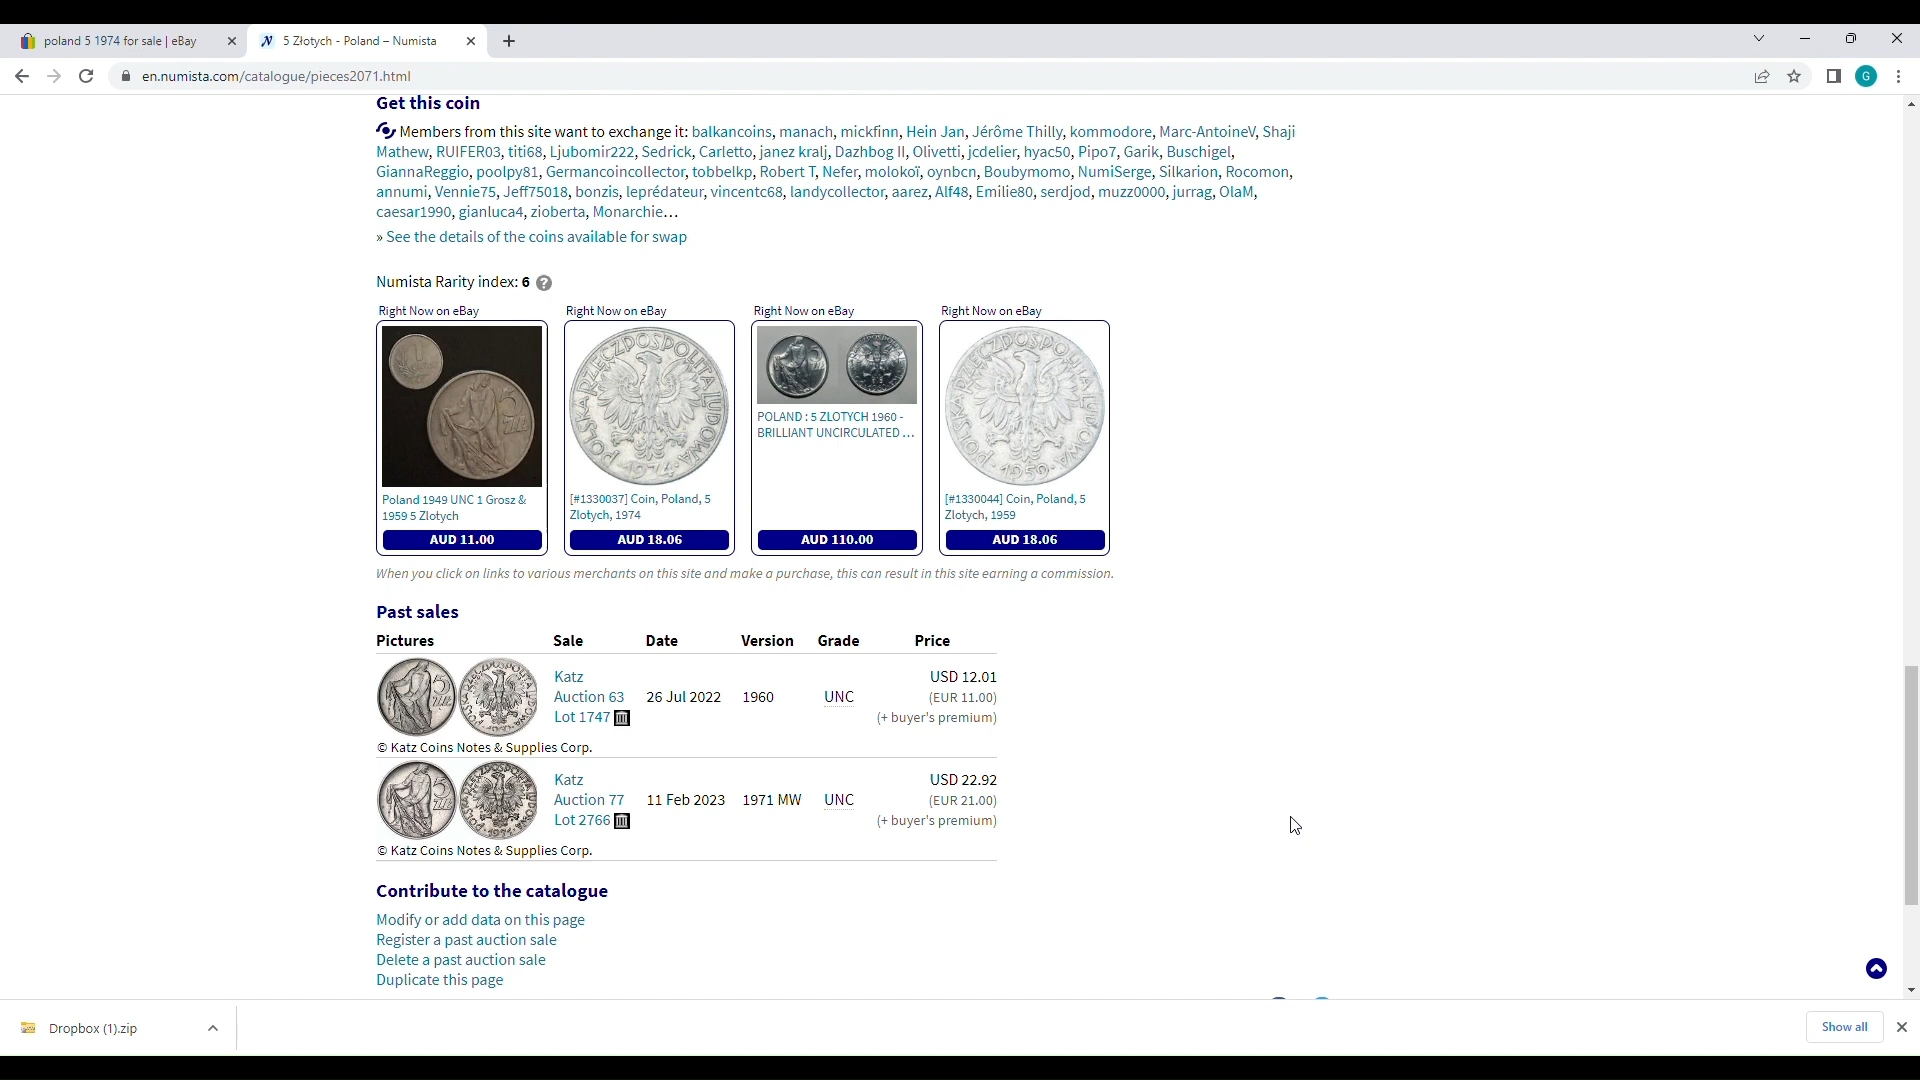 poland 5 1974 for sale | eBay
5 Złotych - Poland – Numista
en.numista.com/catalogue/pieces2071.html
G
Get this coin
Members from this site want to exchange it: balkancoins, manach, mickfinn, Hein Jan, Jérôme Thilly, kommodore, Marc-AntoineV, Shaji
Mathew, RUIFER03, titi68, Ljubomir222, Sedrick, Carletto, janez kralj, Dazhbog II, Olivetti, jcdelier, hyac50, Pipo7, Garik, Buschigel,
GiannaReggio, poolpy81, Germancoincollector, tobbelkp, Robert T, Nefer, molokoï, oynbcn, Boubymomo, NumiSerge, Silkarion, Rocomon,
annumi, Vennie75, Jeff75018, bonzis, leprédateur, vincentc68, landycollector, aarez, Alf48, Emilie80, serdjod, muzz0000, jurrag, OlaM,
caesar1990, gianluca4, zioberta, Monarchie...
» See the details of the coins available for swap
Numista Rarity index: 6 ?
Right Now on eBay
Right Now on eBay
Right Now on eBay
Right Now on eBay
POLSKA RZECZPOSPOLITA LUDOWA
1974
POLSKA RZECZPOSPOLITA LUDOWA
1959
Poland 1949 UNC 1 Grosz &
1959 5 Zlotych
AUD 11.00
[#1330037] Coin, Poland, 5
Zlotych, 1974
AUD 18.06
POLAND : 5 ZLOTYCH 1960 -
BRILLIANT UNCIRCULATED ...
AUD 110.00
[#1330044] Coin, Poland, 5
Zlotych, 1959
AUD 18.06
When you click on links to various merchants on this site and make a purchase, this can result in this site earning a commission.
Past sales
Pictures Sale Date Version Grade Price
Katz
Auction 63
Lot 1747
26 Jul 2022
1960
UNC
USD 12.01
(EUR 11.00)
(+ buyer's premium)
© Katz Coins Notes & Supplies Corp.
Katz
Auction 77
Lot 2766
11 Feb 2023
1971 MW
UNC
USD 22.92
(EUR 21.00)
(+ buyer's premium)
© Katz Coins Notes & Supplies Corp.
Contribute to the catalogue
Modify or add data on this page
Register a past auction sale
Delete a past auction sale
Duplicate this page
Dropbox (1).zip
Show all